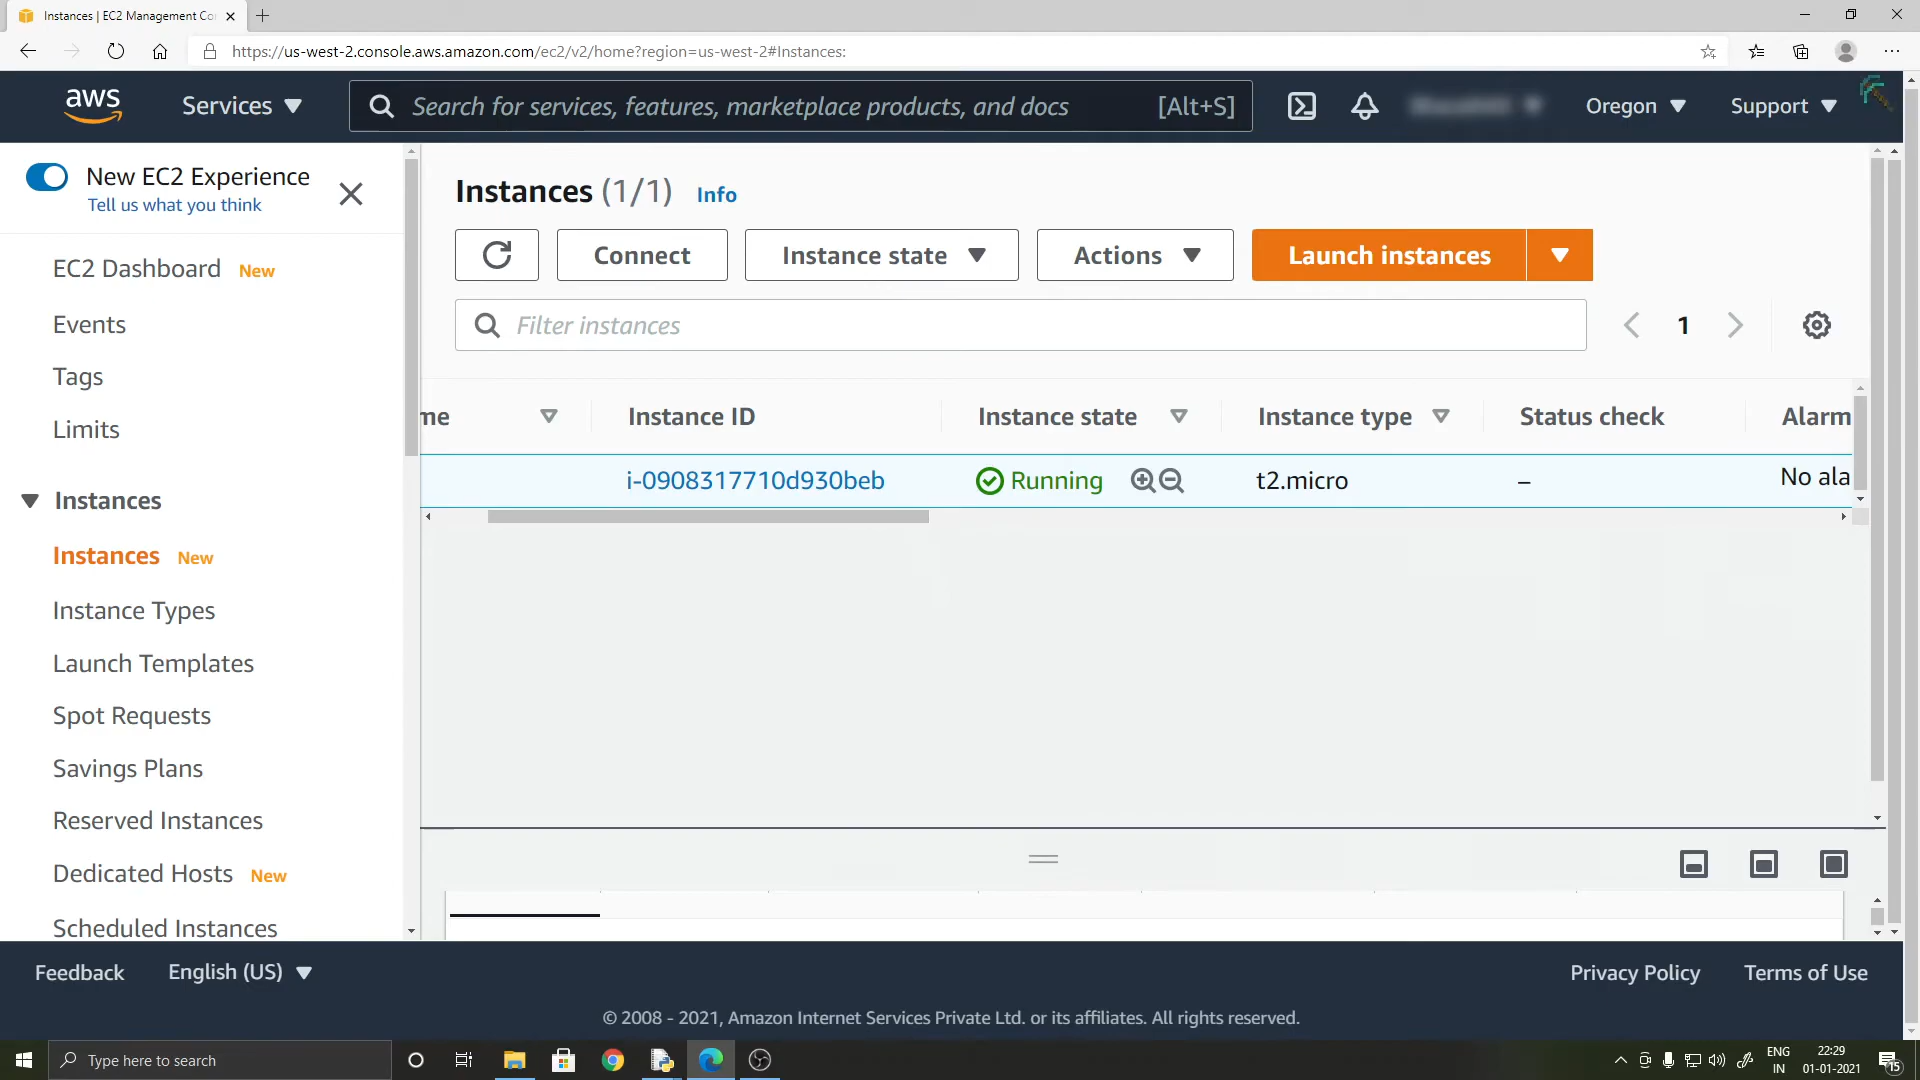 Instances | EC2 Management Co
https://us-west-2.console.aws.amazon.com/ec2/v2/home?region=us-west-2#Instances:
aws
Services
Search for services, features, marketplace products, and docs [Alt+S]
Oregon
Support
New EC2 Experience
Tell us what you think
EC2 Dashboard New
Events
Tags
Limits
Instances
Instances New
Instance Types
Launch Templates
Spot Requests
Savings Plans
Reserved Instances
Dedicated Hosts New
Scheduled Instances
Instances (1/1) Info
Connect
Instance state
Actions
Launch instances
Filter instances
1
me Instance ID Instance state Instance type Status check Alarm
i-0908317710d930beb Running t2.micro – No ala
Feedback English (US) Privacy Policy Terms of Use
© 2008 - 2021, Amazon Internet Services Private Ltd. or its affiliates. All rights reserved.
Type here to search
ENG
IN
22:29
01-01-2021
15